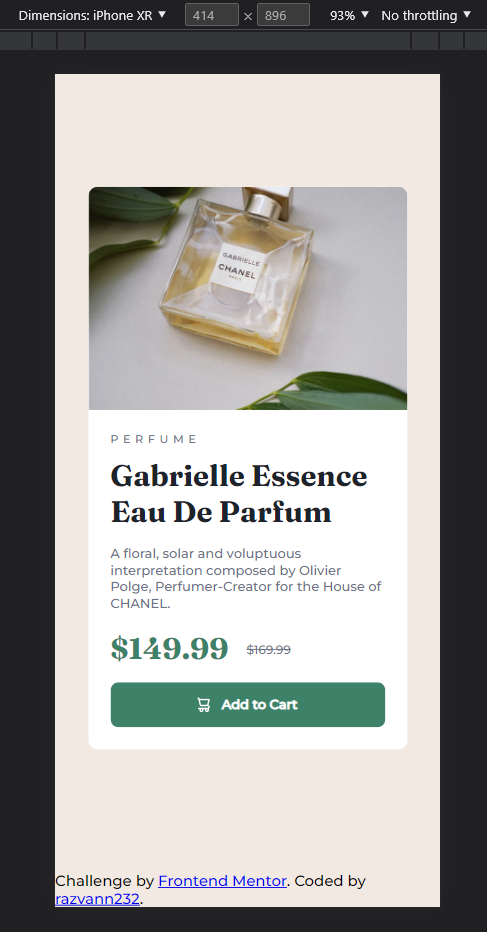 Dimensions: iPhone XR ▼ 414 × 896 93% ▼ No throttling ▼
GABRIELLE
CHANEL
PARIS
PERFUME
Gabrielle Essence
Eau De Parfum
A floral, solar and voluptuous
interpretation composed by Olivier
Polge, Perfumer-Creator for the House of
CHANEL.
$149.99 $169.99
Add to Cart
Challenge by Frontend Mentor. Coded by
razvann232.